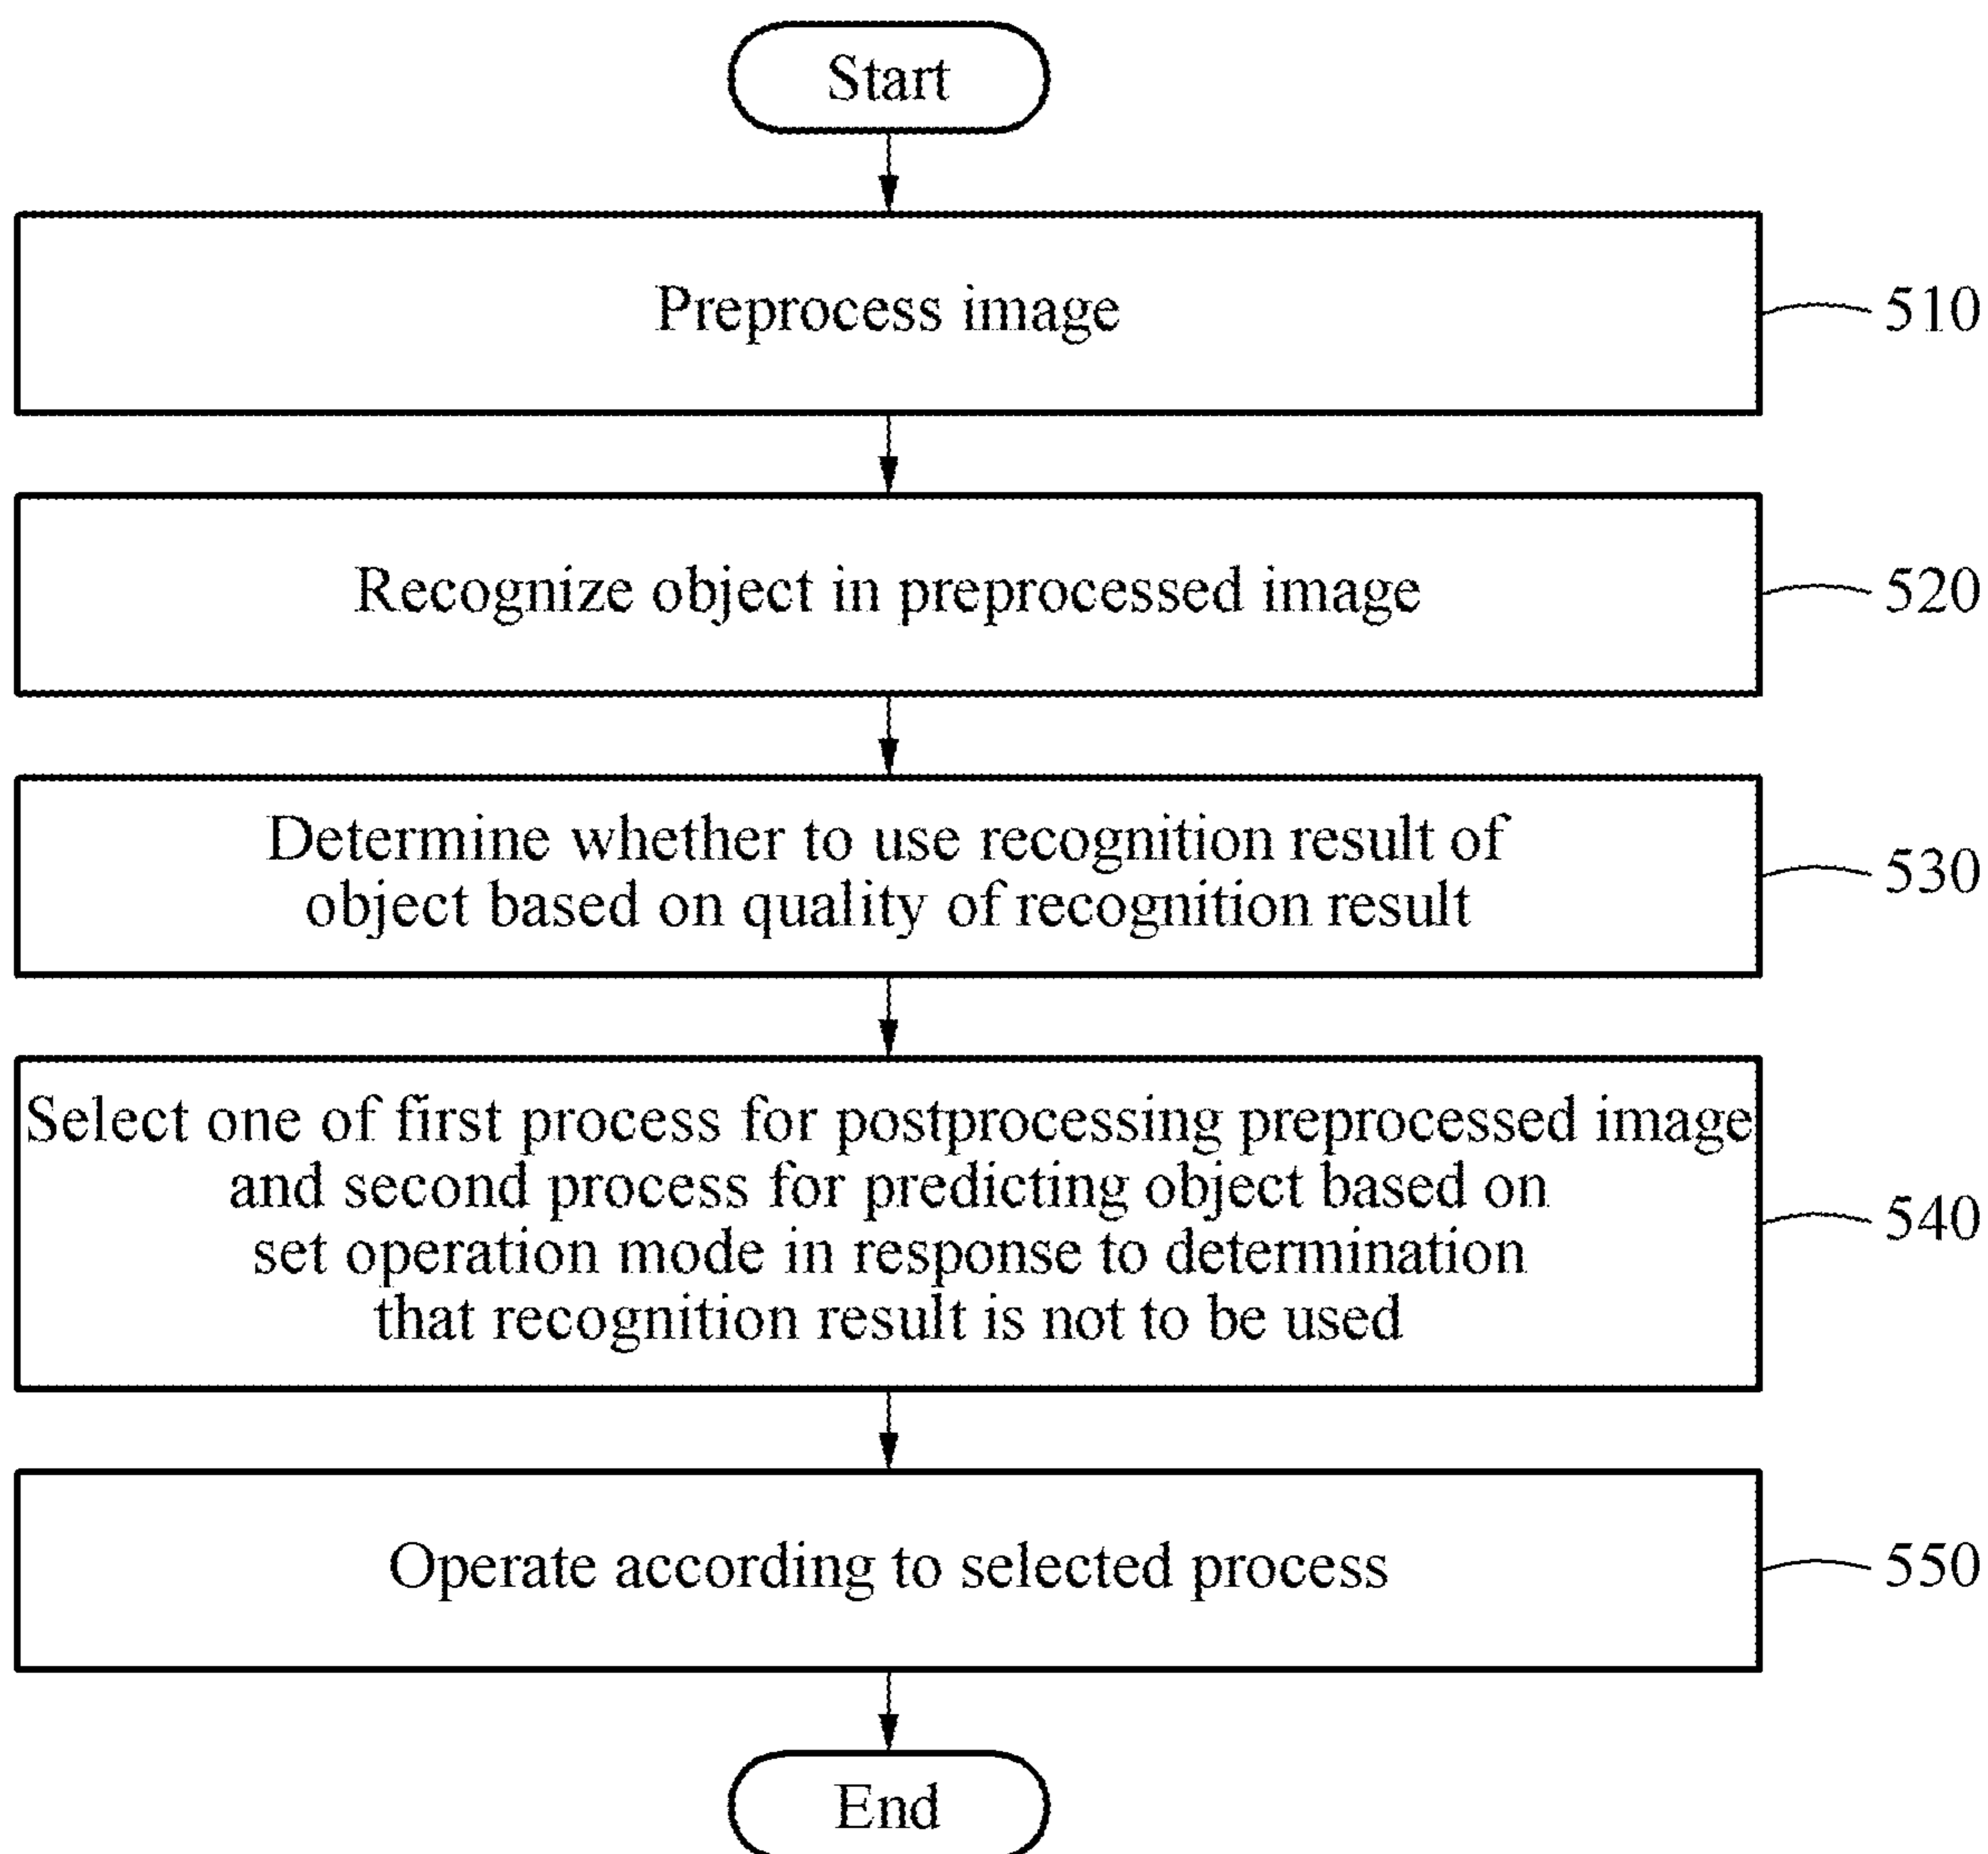 Start
Preprocess image
510
Recognize object in preprocessed image
520
Determine whether to use recognition result of
object based on quality of recognition result
530
Select one of first process for postprocessing preprocessed image
and second process for predicting object based on
set operation mode in response to determination
that recognition result is not to be used
540
Operate according to selected process
550
End